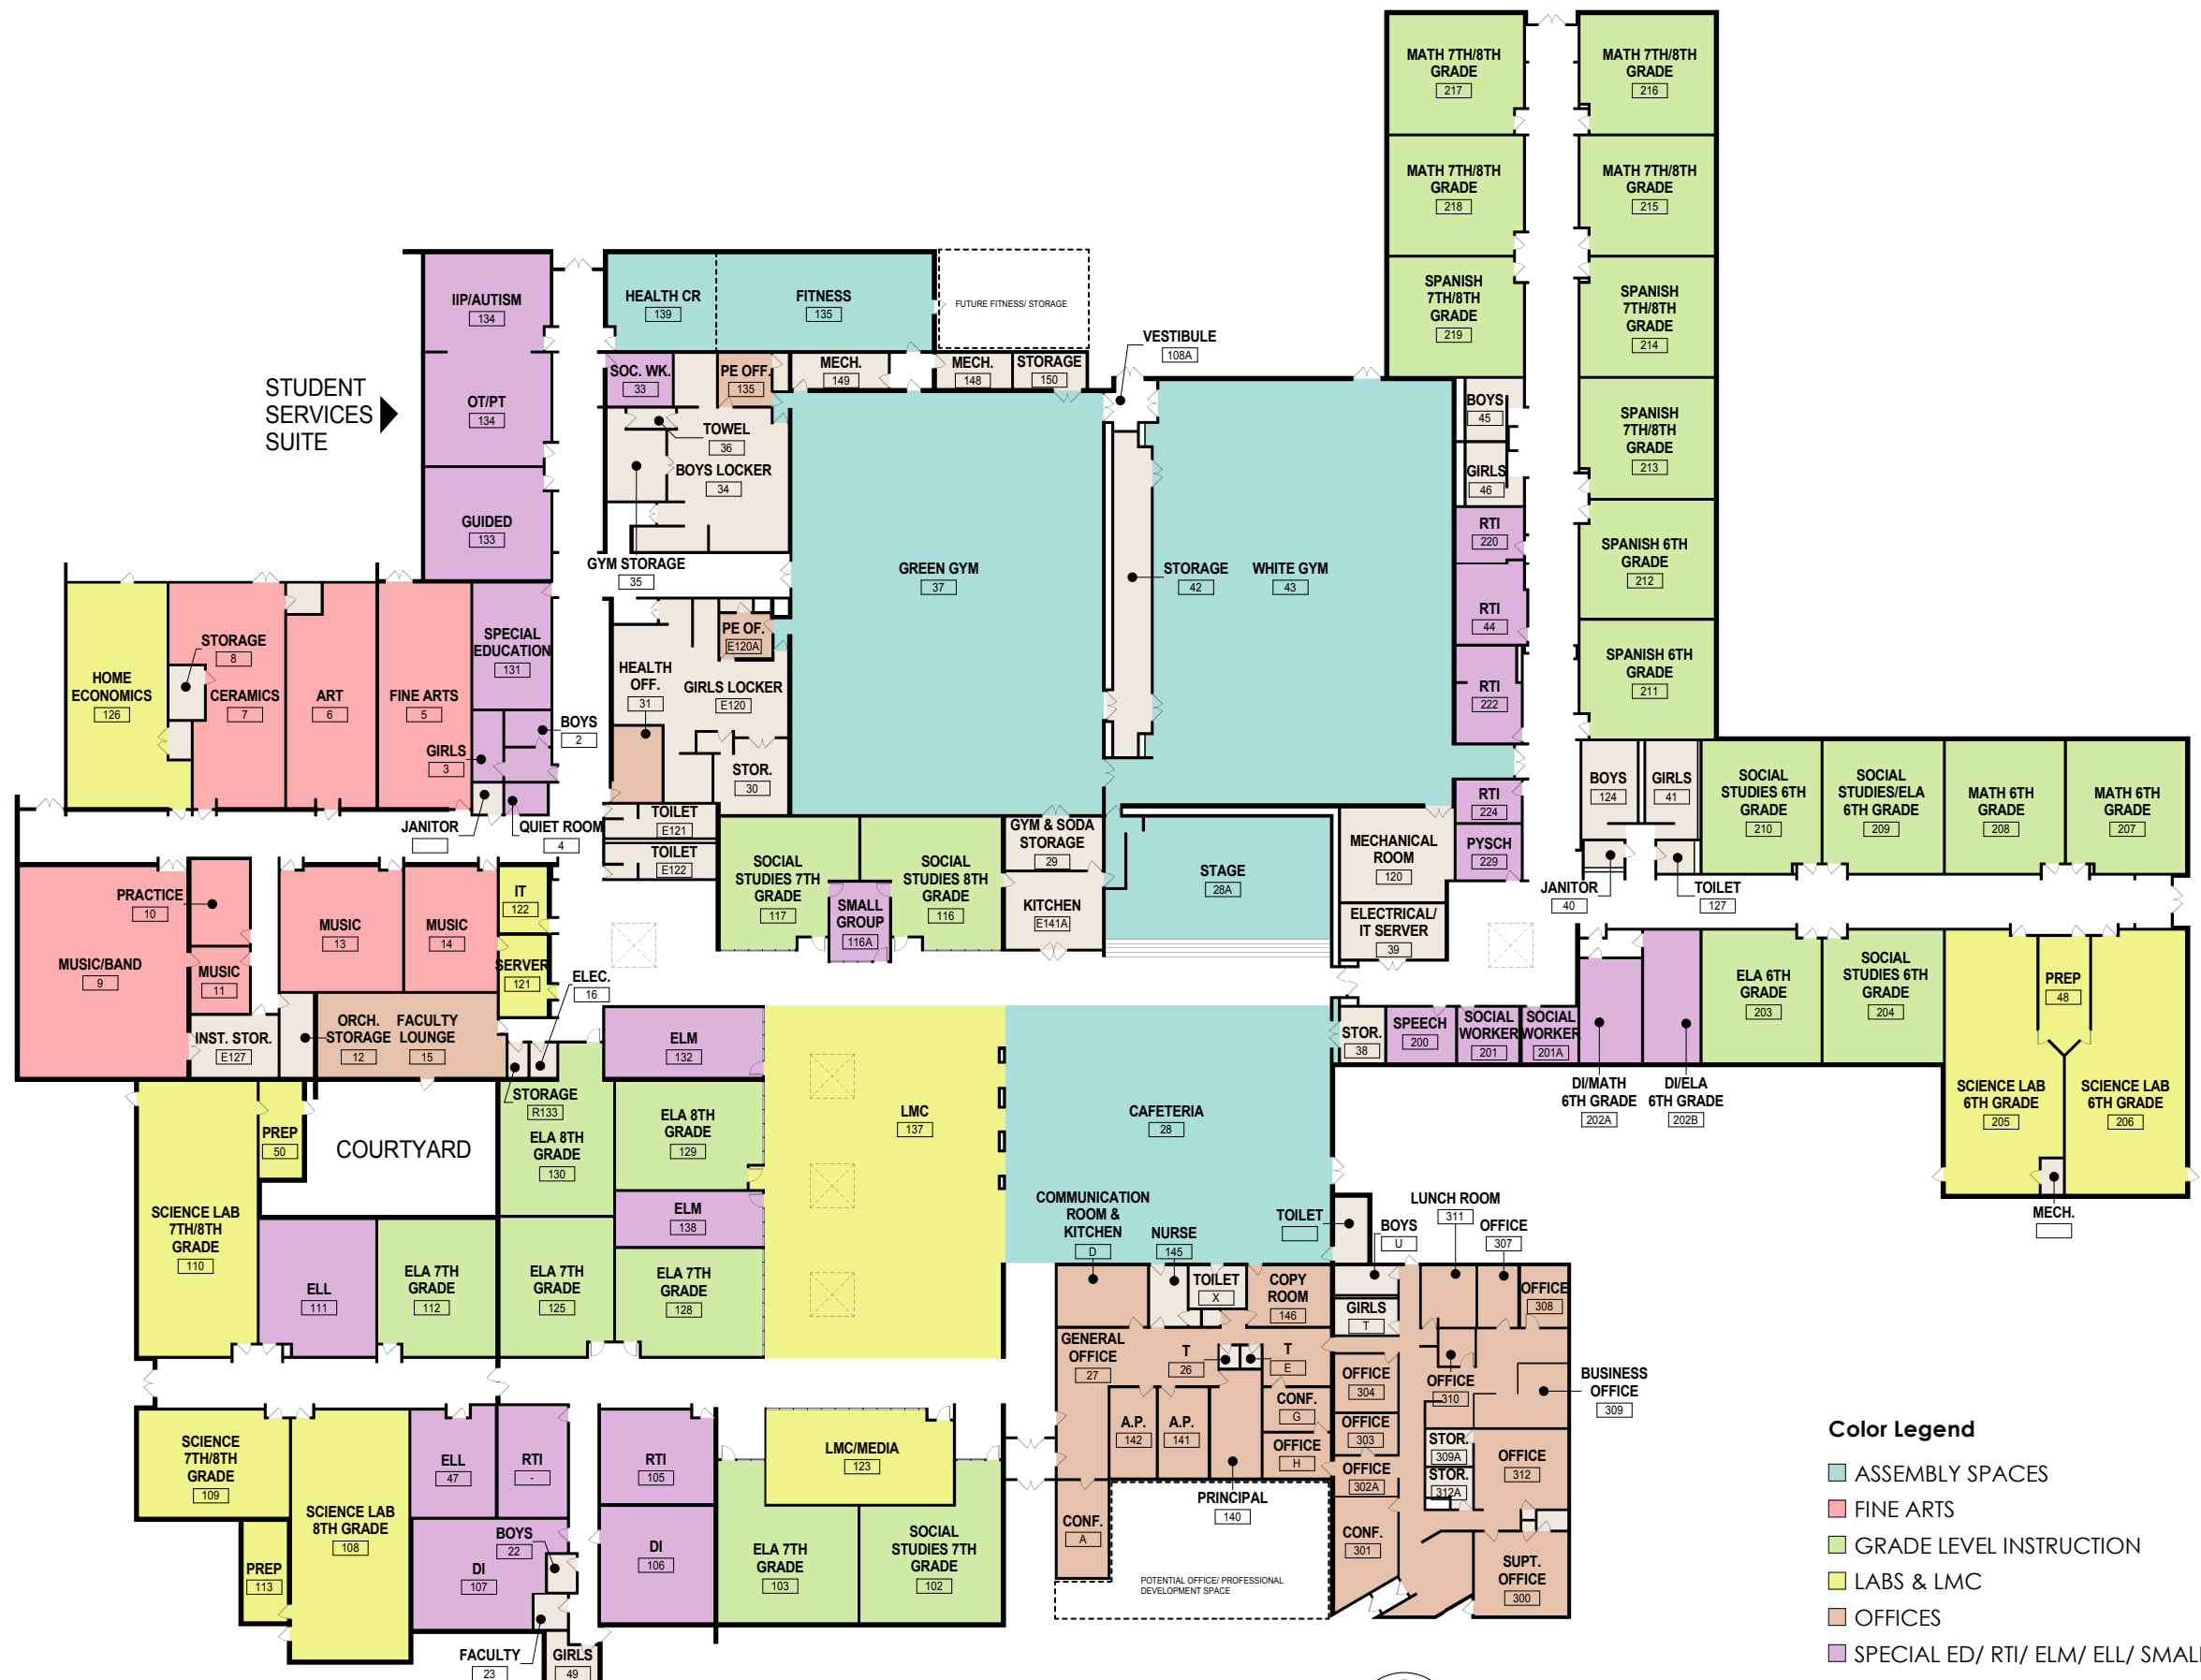 MATH 7TH/8TH
GRADE
217
MATH 7TH/8TH
GRADE
216
MATH 7TH/8TH
GRADE
218
MATH 7TH/8TH
GRADE
215
SPANISH
7TH/8TH
GRADE
219
SPANISH
7TH/8TH
GRADE
214
IIP/AUTISM
134
HEALTH CR
139
FITNESS
135
FUTURE FITNESS/ STORAGE
VESTIBULE
108A
STUDENT
SERVICES
SUITE
OT/PT
134
SOC. WK.
33
PE OFF.
135
MECH.
149
MECH.
148
STORAGE
150
BOYS
45
SPANISH
7TH/8TH
GRADE
213
TOWEL
36
BOYS LOCKER
34
GIRLS
46
GUIDED
133
RTI
220
SPANISH 6TH
GRADE
212
GYM STORAGE
35
GREEN GYM
37
STORAGE
42
WHITE GYM
43
RTI
44
STORAGE
8
SPECIAL
EDUCATION
131
PE OF.
E120A
HOME
ECONOMICS
126
CERAMICS
7
ART
6
FINE ARTS
5
HEALTH
OFF.
31
GIRLS LOCKER
E120
RTI
222
SPANISH 6TH
GRADE
211
BOYS
2
GIRLS
3
STOR.
30
BOYS
124
GIRLS
41
SOCIAL
STUDIES 6TH
GRADE
210
SOCIAL
STUDIES/ELA
6TH GRADE
209
MATH 6TH
GRADE
208
MATH 6TH
GRADE
207
JANITOR
QUIET ROOM
4
TOILET
E121
TOILET
E122
GYM & SODA
STORAGE
29
RTI
224
PYSCH
229
MECHANICAL
ROOM
120
SOCIAL
STUDIES 7TH
GRADE
117
SOCIAL
STUDIES 8TH
GRADE
116
SMALL
GROUP
116A
KITCHEN
E141A
STAGE
28A
ELECTRICAL/
IT SERVER
39
JANITOR
40
TOILET
127
PRACTICE
10
MUSIC
13
MUSIC
14
IT
122
MUSIC/BAND
9
MUSIC
11
SERVER
121
ELEC.
16
INST. STOR.
E127
ORCH.
STORAGE
12
FACULTY
LOUNGE
15
ELM
132
STOR.
38
SPEECH
200
SOCIAL
WORKER
201
SOCIAL
WORKER
201A
ELA 6TH
GRADE
203
SOCIAL
STUDIES 6TH
GRADE
204
PREP
48
DI/MATH
6TH GRADE
202A
DI/ELA
6TH GRADE
202B
SCIENCE LAB
6TH GRADE
205
SCIENCE LAB
6TH GRADE
206
STORAGE
R133
PREP
50
COURTYARD
ELA 8TH
GRADE
130
ELA 8TH
GRADE
129
LMC
137
CAFETERIA
28
SCIENCE LAB
7TH/8TH
GRADE
110
ELM
138
COMMUNICATION
ROOM &
KITCHEN
D
NURSE
145
TOILET
BOYS
U
LUNCH ROOM
311
OFFICE
307
MECH.
ELL
111
ELA 7TH
GRADE
112
ELA 7TH
GRADE
125
ELA 7TH
GRADE
128
TOILET
X
COPY
ROOM
146
GIRLS
T
OFFICE
308
GENERAL
OFFICE
27
T
26
T
E
OFFICE
304
OFFICE
310
BUSINESS
OFFICE
309
A.P.
142
A.P.
141
CONF.
G
OFFICE
303
SCIENCE
7TH/8TH
GRADE
109
ELL
47
RTI
-
RTI
105
LMC/MEDIA
123
OFFICE
H
OFFICE
302A
STOR.
309A
STOR.
312A
OFFICE
312
PRINCIPAL
140
SCIENCE LAB
8TH GRADE
108
BOYS
22
CONF.
A
CONF.
301
PREP
113
DI
107
DI
106
ELA 7TH
GRADE
103
SOCIAL
STUDIES 7TH
GRADE
102
POTENTIAL OFFICE/ PROFESSIONAL
DEVELOPMENT SPACE
SUPT.
OFFICE
300
FACULTY
23
GIRLS
49
Color Legend
ASSEMBLY SPACES
FINE ARTS
GRADE LEVEL INSTRUCTION
LABS & LMC
OFFICES
SPECIAL ED/ RTI/ ELM/ ELL/ SMALL